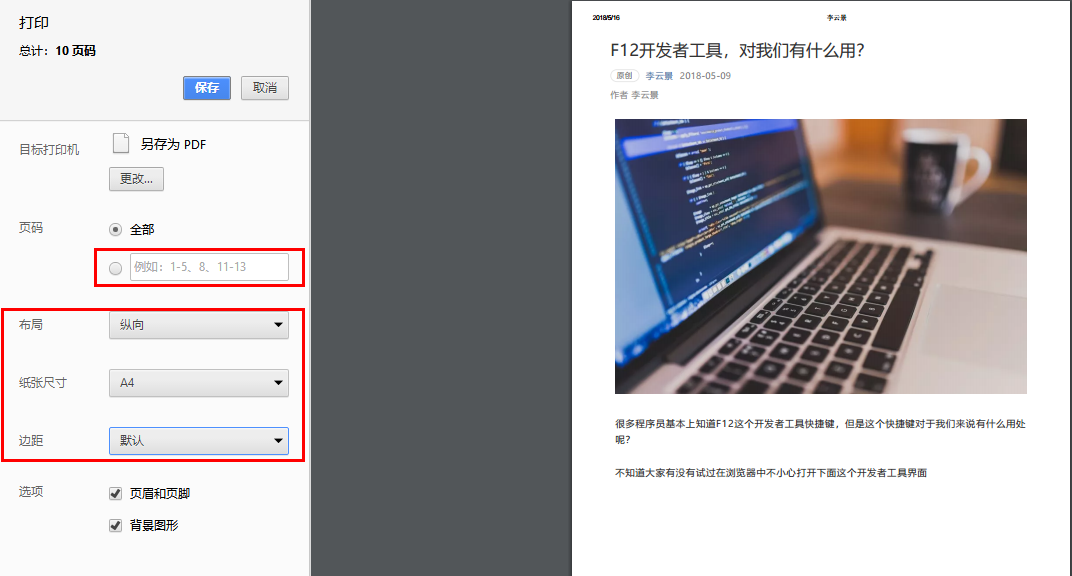 打印
总计：10 页码
保存
取消
目标打印机
另存为 PDF
更改...
页码
全部
例如：1-5、8、11-13
布局
纵向
纸张尺寸
A4
边距
默认
选项
页眉和页脚
背景图形
2018/5/16
李云景
F12开发者工具，对我们有什么用？
原创 李云景 2018-05-09
作者 李云景
很多程序员基本上知道F12这个开发者工具快捷键，但是这个快捷键对于我们来说有什么用处
呢？
不知道大家有没有试过在浏览器中不小心打开下面这个开发者工具界面